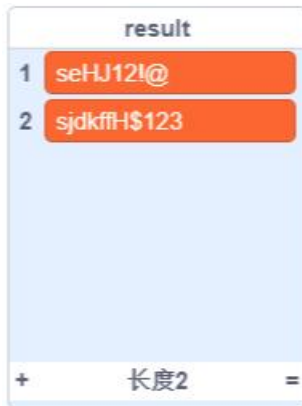 result
1 seHJ12!@
2 sjdkffH$123
+ 长度2 =